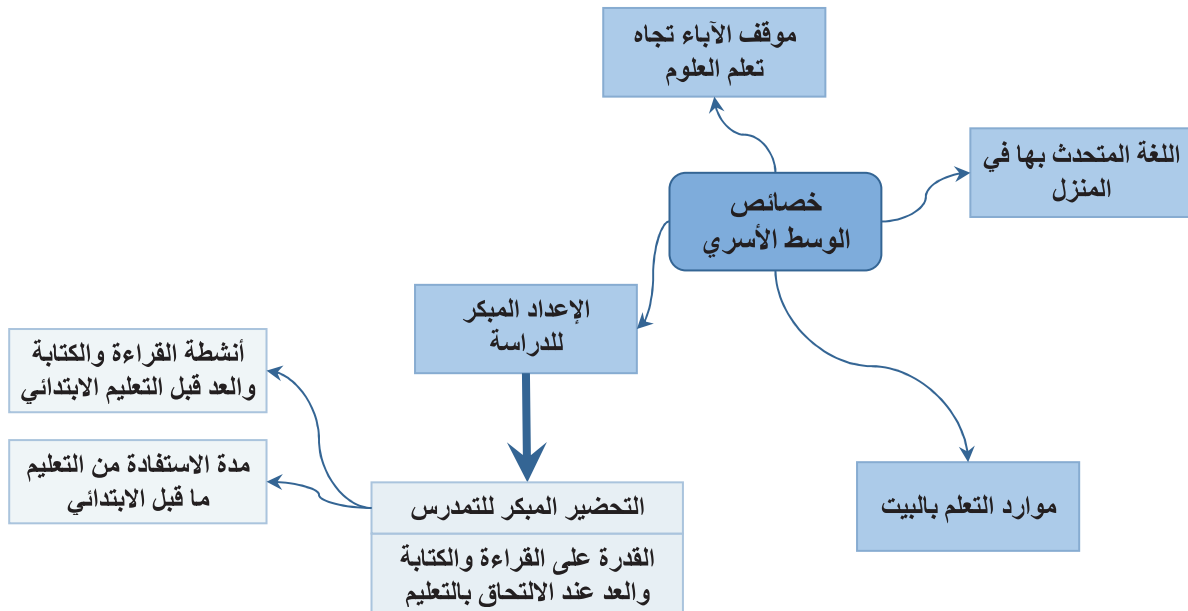 موقف الآباء تجاه
تعلم العلوم
اللغة المتحدث بها في
المنزل
خصائص
الوسط الأسري
الإعداد المبكر
للدراسة
أنشطة القراءة والكتابة
والعد قبل التعليم الابتدائي
مدة الاستفادة من التعليم
ما قبل الابتدائي
موارد التعلم بالبيت
التحضير المبكر للتمدرس
القدرة على القراءة والكتابة
والعد عند الالتحاق بالتعليم